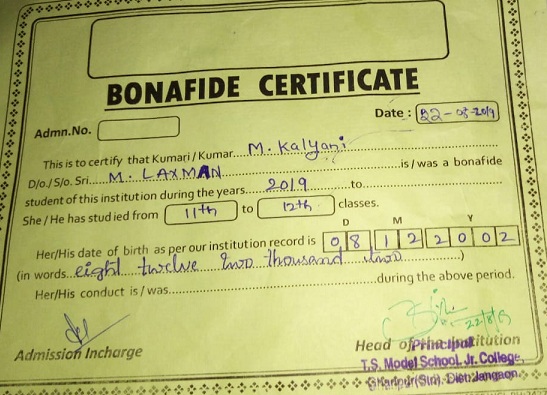 BONAFIDE CERTIFICATE
Date : 22-08-2019
Admn.No.
This is to certify that Kumari / Kumar....M. Kalyani
D/o./S/o. Sri......M. LAXMAN......is / was a bonafide
student of this institution during the years......2019......to......
She / He has studied from 11th to 12th classes.
D M Y
Her/His date of birth as per our institution record is 0 8 1 2 2 0 0 2
(in words..eight twelve two thousand two......)
Her/His conduct is / was......during the above period.
22/8/19
Admission Incharge
Head of Institution
Principal
T.S. Model School, Jr. College,